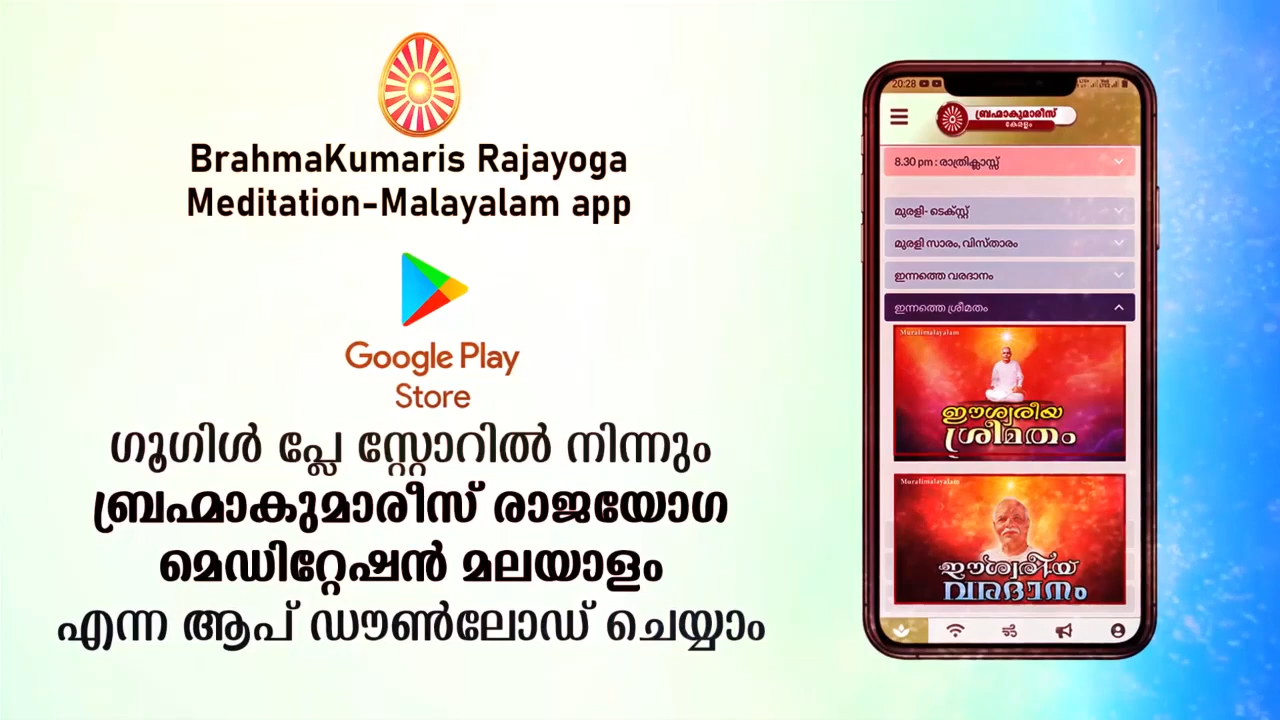 BrahmaKumaris Rajayoga
Meditation-Malayalam app
Google Play
Store
ഗൂഗിൾ പ്ലേ സ്റ്റോറിൽ നിന്നും
ബ്രഹ്മാകുമാരീസ് രാജയോഗ
മെഡിറ്റേഷൻ മലയാളം
എന്ന ആപ് ഡൗൺലോഡ് ചെയ്യാം
20:28
ബ്രഹ്മാകുമാരീസ്
കേരളം
8.30 pm : രാത്രിക്ലാസ്സ്
മുരളി- ടെക്സ്റ്റ്
മുരളി സാരം, വിസ്താരം
ഇന്നത്തെ വരദാനം
ഇന്നത്തെ ശ്രീമതം
Muralimalayalam
ഈശ്വരീയ
ശ്രീമതം
Muralimalayalam
ഈശ്വരീയ
വരദാനം